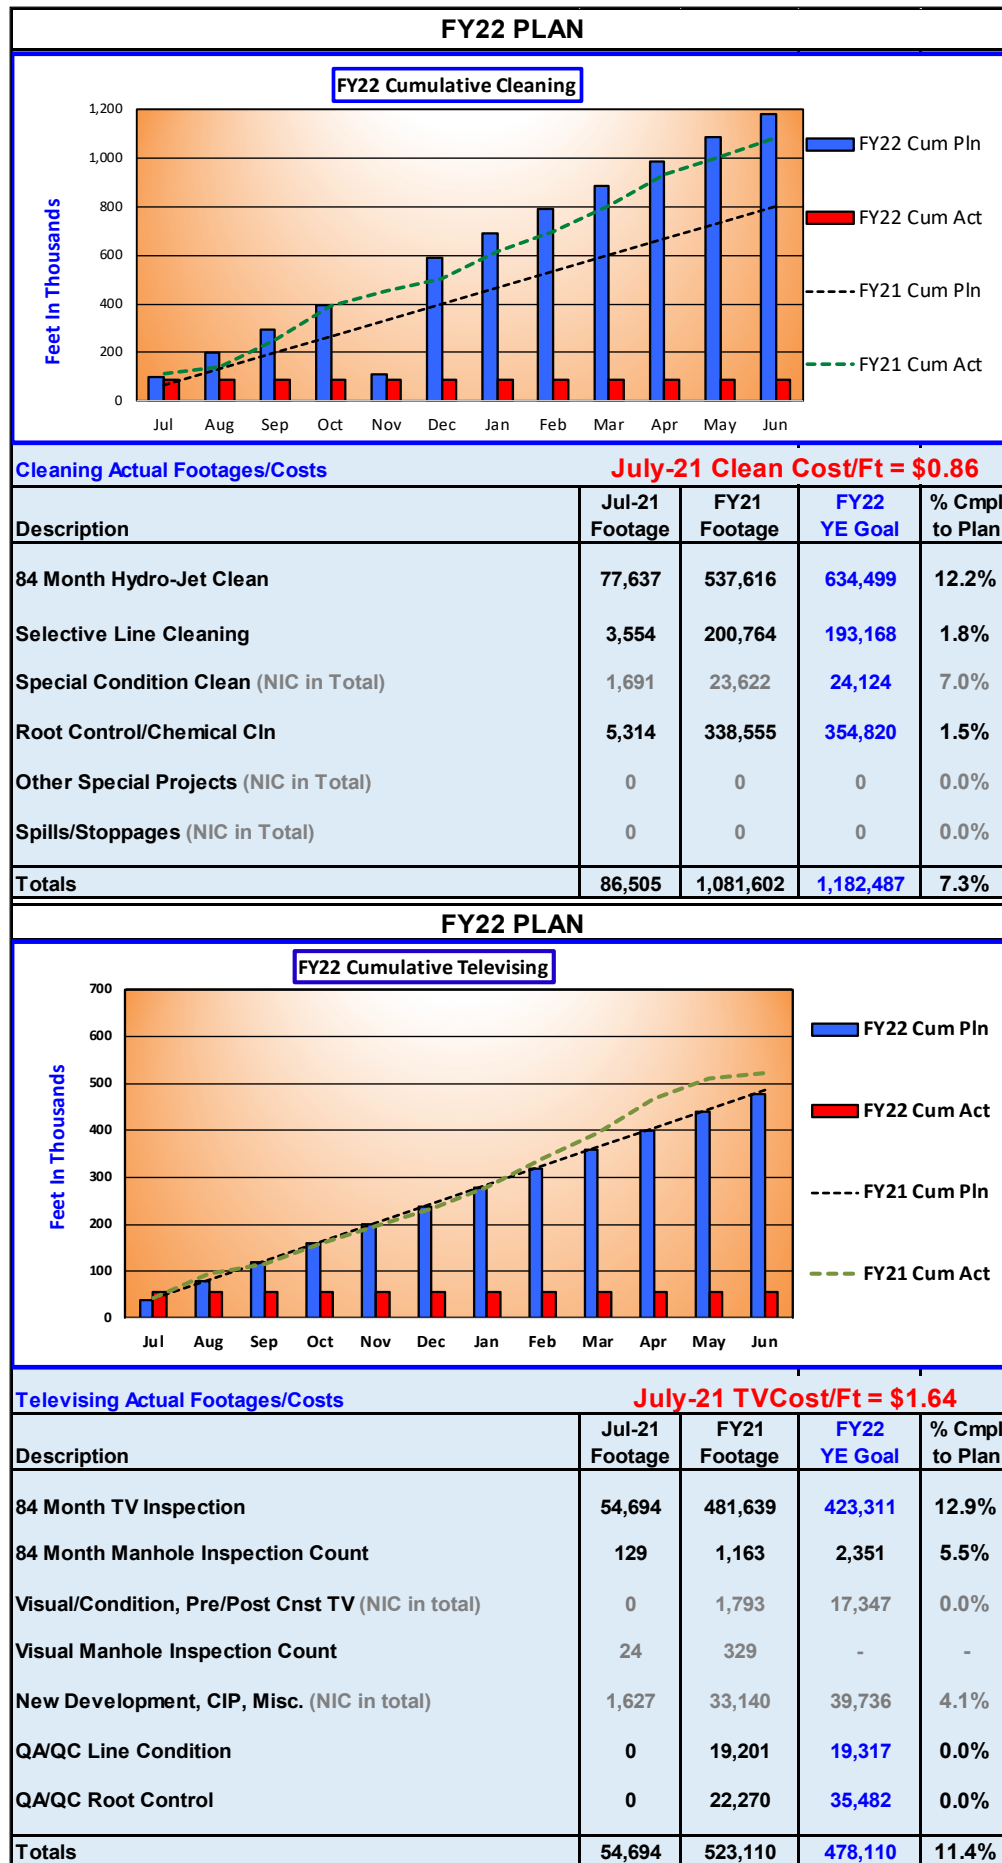 FY22 PLAN
FY22 Cumulative Cleaning
1,200
1,000
800
600
400
200
0
Feet In Thousands
Jul Aug Sep Oct Nov Dec Jan Feb Mar Apr May Jun
FY22 Cum Pln
FY22 Cum Act
FY21 Cum Pln
FY21 Cum Act
Cleaning Actual Footages/Costs July-21 Clean Cost/Ft = $0.86
Jul-21 FY21 FY22 % Cmpl
Description Footage Footage YE Goal to Plan
84 Month Hydro-Jet Clean 77,637 537,616 634,499 12.2%
Selective Line Cleaning 3,554 200,764 193,168 1.8%
Special Condition Clean (NIC in Total) 1,691 23,622 24,124 7.0%
Root Control/Chemical Cln 5,314 338,555 354,820 1.5%
Other Special Projects (NIC in Total) 0 0 0 0.0%
Spills/Stoppages (NIC in Total) 0 0 0 0.0%
Totals 86,505 1,081,602 1,182,487 7.3%
FY22 PLAN
FY22 Cumulative Televising
700
600
500
400
300
200
100
0
Feet In Thousands
Jul Aug Sep Oct Nov Dec Jan Feb Mar Apr May Jun
FY22 Cum Pln
FY22 Cum Act
FY21 Cum Pln
FY21 Cum Act
Televising Actual Footages/Costs July-21 TVCost/Ft = $1.64
Jul-21 FY21 FY22 % Cmpl
Description Footage Footage YE Goal to Plan
84 Month TV Inspection 54,694 481,639 423,311 12.9%
84 Month Manhole Inspection Count 129 1,163 2,351 5.5%
Visual/Condition, Pre/Post Cnst TV (NIC in total) 0 1,793 17,347 0.0%
Visual Manhole Inspection Count 24 329 - -
New Development, CIP, Misc. (NIC in total) 1,627 33,140 39,736 4.1%
QA/QC Line Condition 0 19,201 19,317 0.0%
QA/QC Root Control 0 22,270 35,482 0.0%
Totals 54,694 523,110 478,110 11.4%